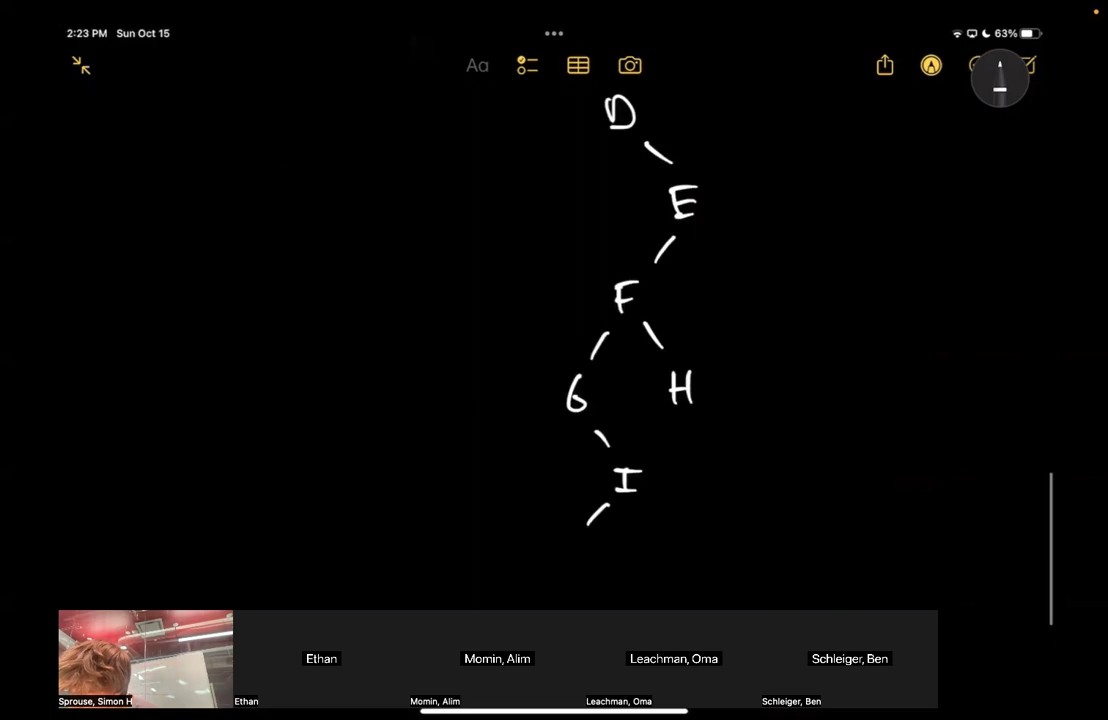 2:23 PM Sun Oct 15
63%
Aa
D
E
F
G H
I
Ethan Momin, Alim Leachman, Oma Schleiger, Ben
Sprouse, Simon H Ethan Momin, Alim Leachman, Oma Schleiger, Ben